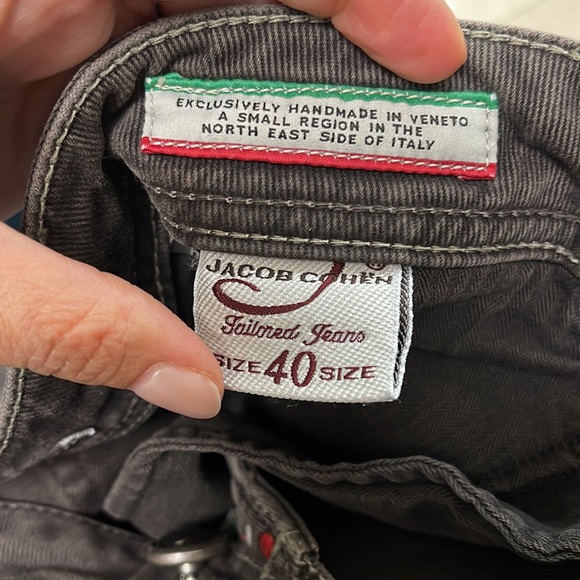 EXCLUSIVELY HANDMADE IN VENETO
A SMALL REGION IN THE
NORTH EAST SIDE OF ITALY
J ®
JACOB COHЁN
Tailored Jeans
SIZE 40 SIZE